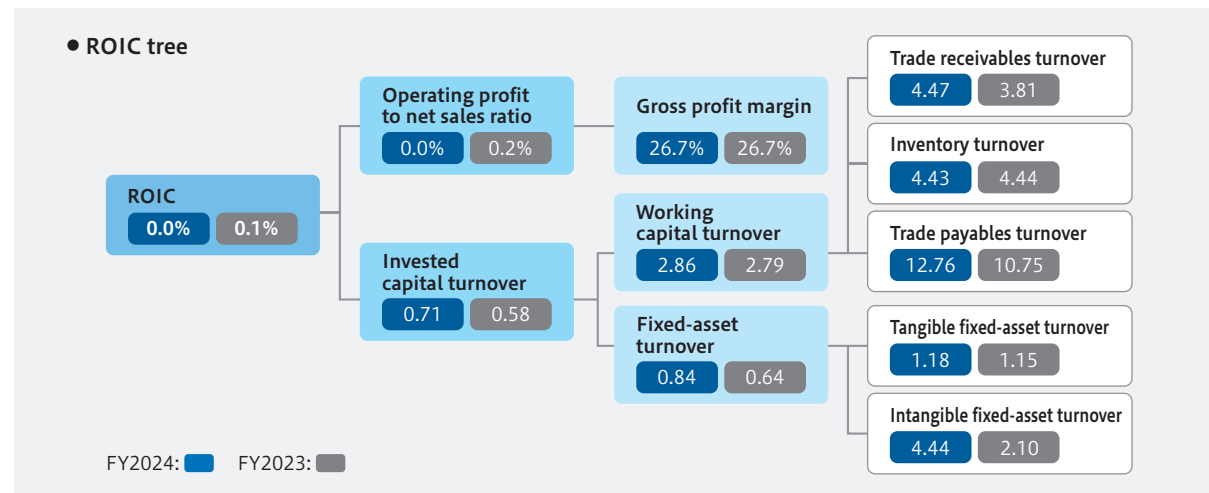 ● ROIC tree
ROIC
0.0% 0.1%
Operating profit
to net sales ratio
0.0% 0.2%
Invested
capital turnover
0.71 0.58
Gross profit margin
26.7% 26.7%
Working
capital turnover
2.86 2.79
Fixed-asset
turnover
0.84 0.64
Trade receivables turnover
4.47 3.81
Inventory turnover
4.43 4.44
Trade payables turnover
12.76 10.75
Tangible fixed-asset turnover
1.18 1.15
Intangible fixed-asset turnover
4.44 2.10
FY2024: FY2023: